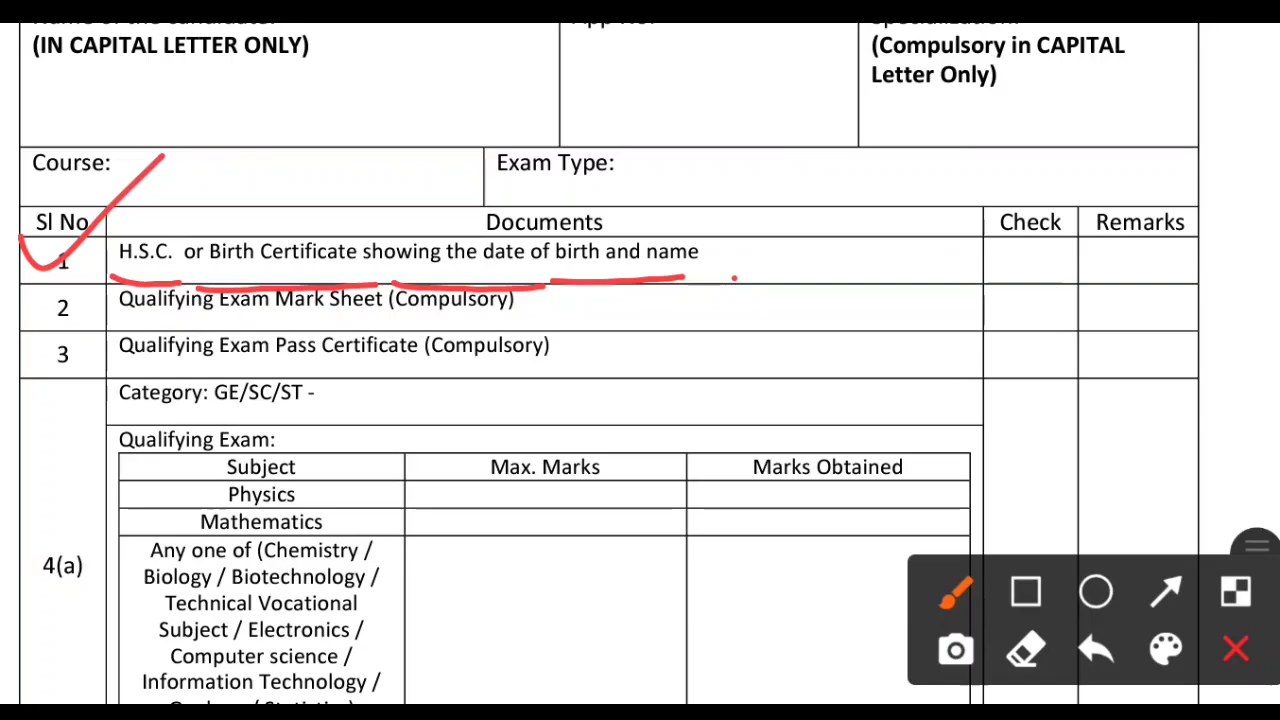 (IN CAPITAL LETTER ONLY)
(Compulsory in CAPITAL
Letter Only)
Course:
Exam Type:
Sl No
Documents
Check
Remarks
1
H.S.C. or Birth Certificate showing the date of birth and name
2
Qualifying Exam Mark Sheet (Compulsory)
3
Qualifying Exam Pass Certificate (Compulsory)
4(a)
Category: GE/SC/ST -
Qualifying Exam:
Subject
Max. Marks
Marks Obtained
Physics
Mathematics
Any one of (Chemistry /
Biology / Biotechnology /
Technical Vocational
Subject / Electronics /
Computer science /
Information Technology /